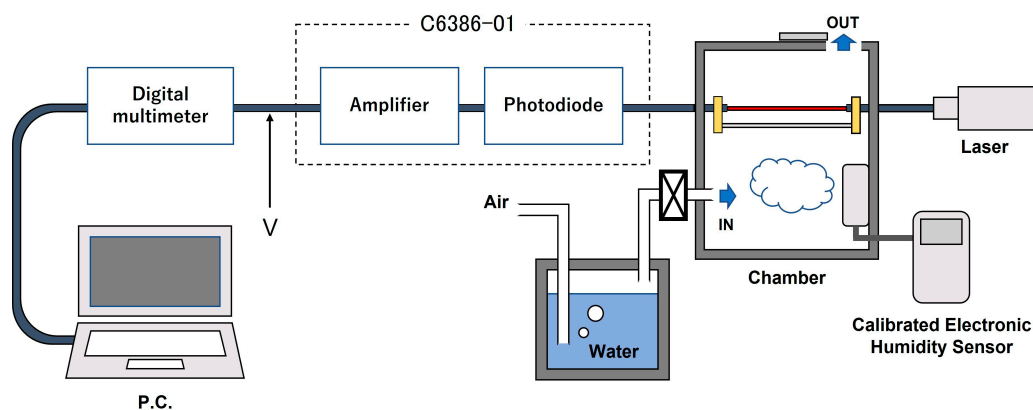 C6386-01
OUT
Digital
multimeter
Amplifier
Photodiode
Laser
Air
IN
V
Chamber
Water
Calibrated Electronic
Humidity Sensor
P.C.